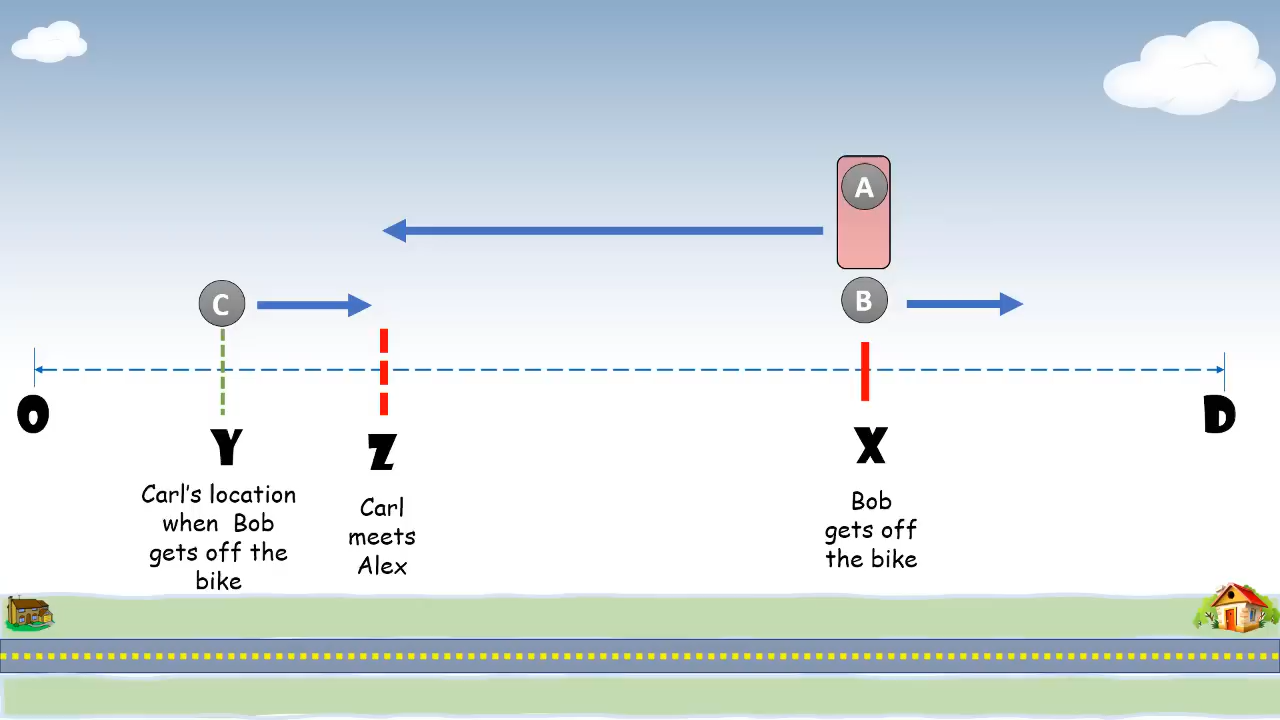 A
C
B
O
D
Y
Z
X
Carl's location
when Bob
gets off the
bike
Carl
meets
Alex
Bob
gets off
the bike